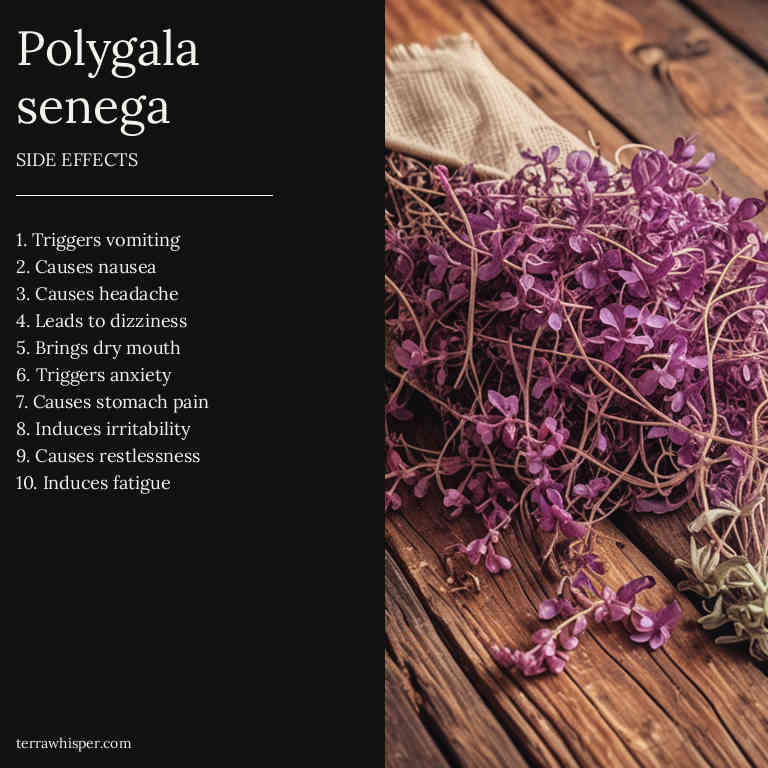 Polygala
senega
SIDE EFFECTS
1. Triggers vomiting
2. Causes nausea
3. Causes headache
4. Leads to dizziness
5. Brings dry mouth
6. Triggers anxiety
7. Causes stomach pain
8. Induces irritability
9. Causes restlessness
10. Induces fatigue
terrawhisper.com